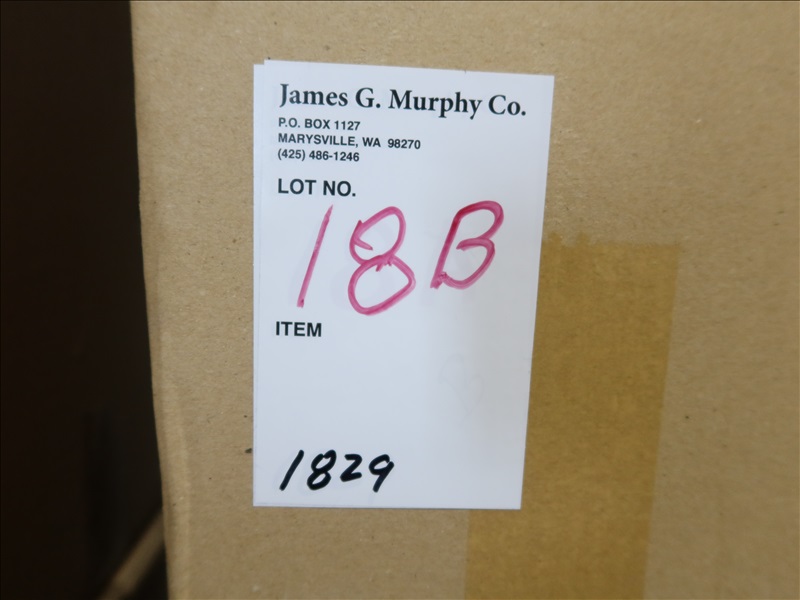 James G. Murphy Co.
P.O. BOX 1127
MARYSVILLE, WA 98270
(425) 486-1246
LOT NO.
18B
ITEM
1829